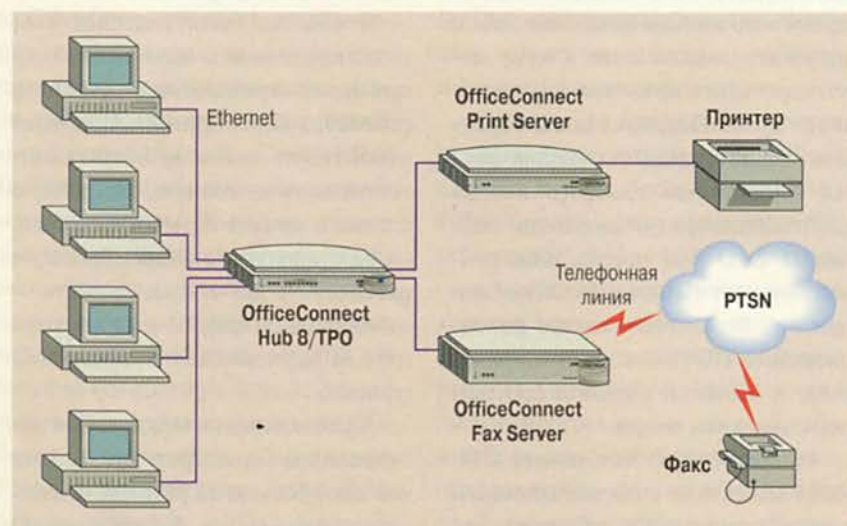 Ethernet
OfficeConnect
Print Server
Принтер
OfficeConnect
Hub 8/TPO
Телефонная
линия
PTSN
OfficeConnect
Fax Server
Факс